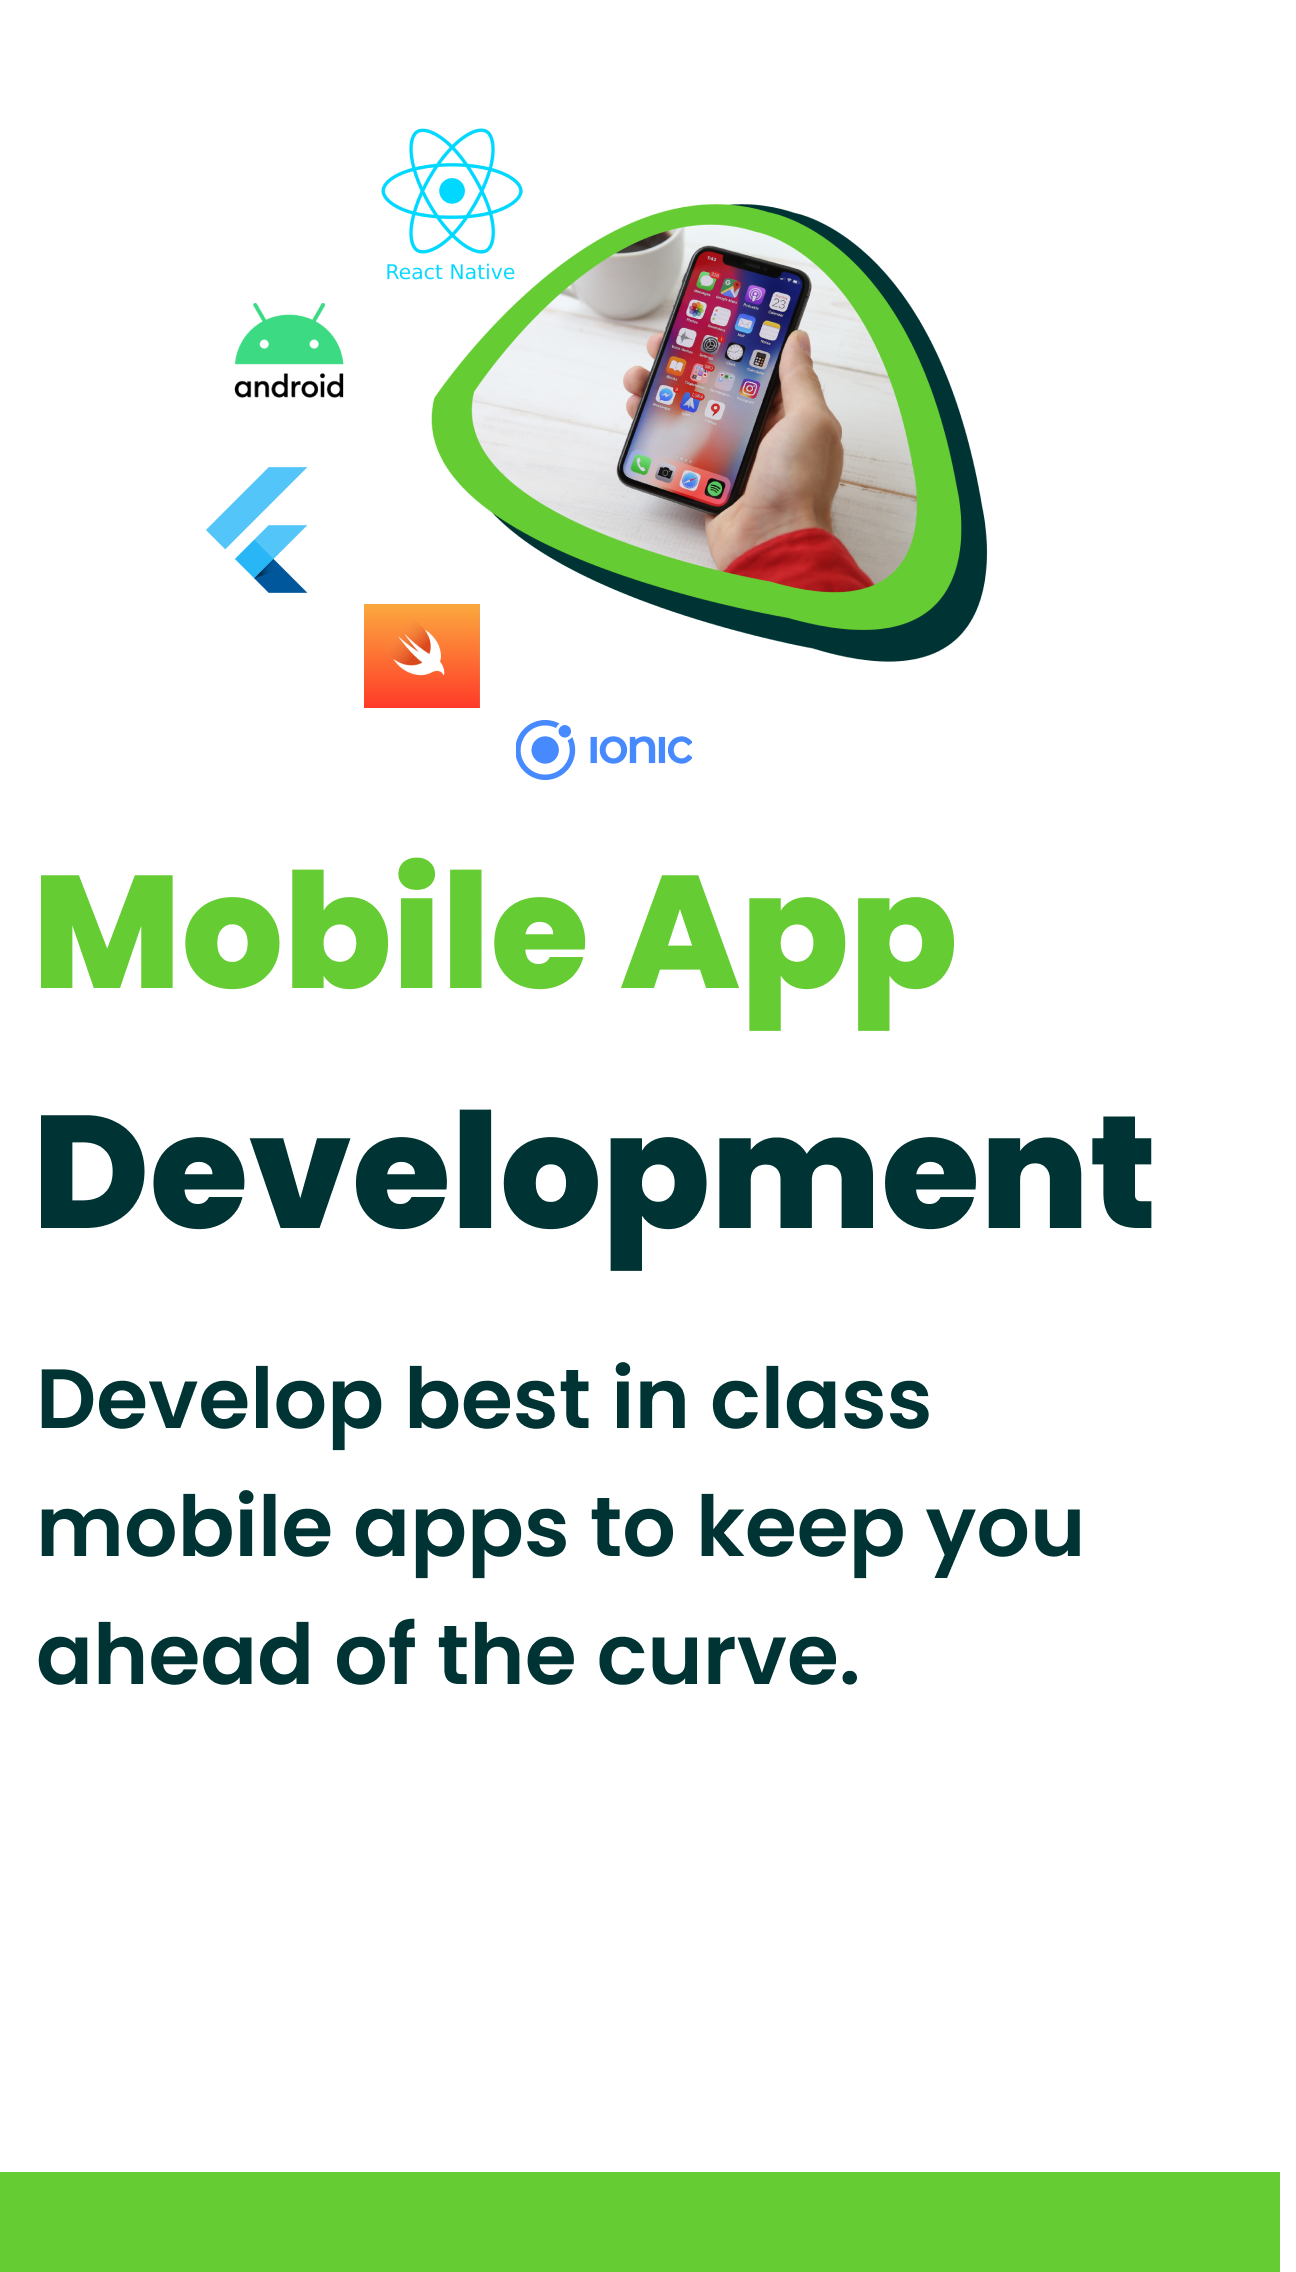 React Native
android
ionic
Mobile App
Development
Develop best in class
mobile apps to keep you
ahead of the curve.